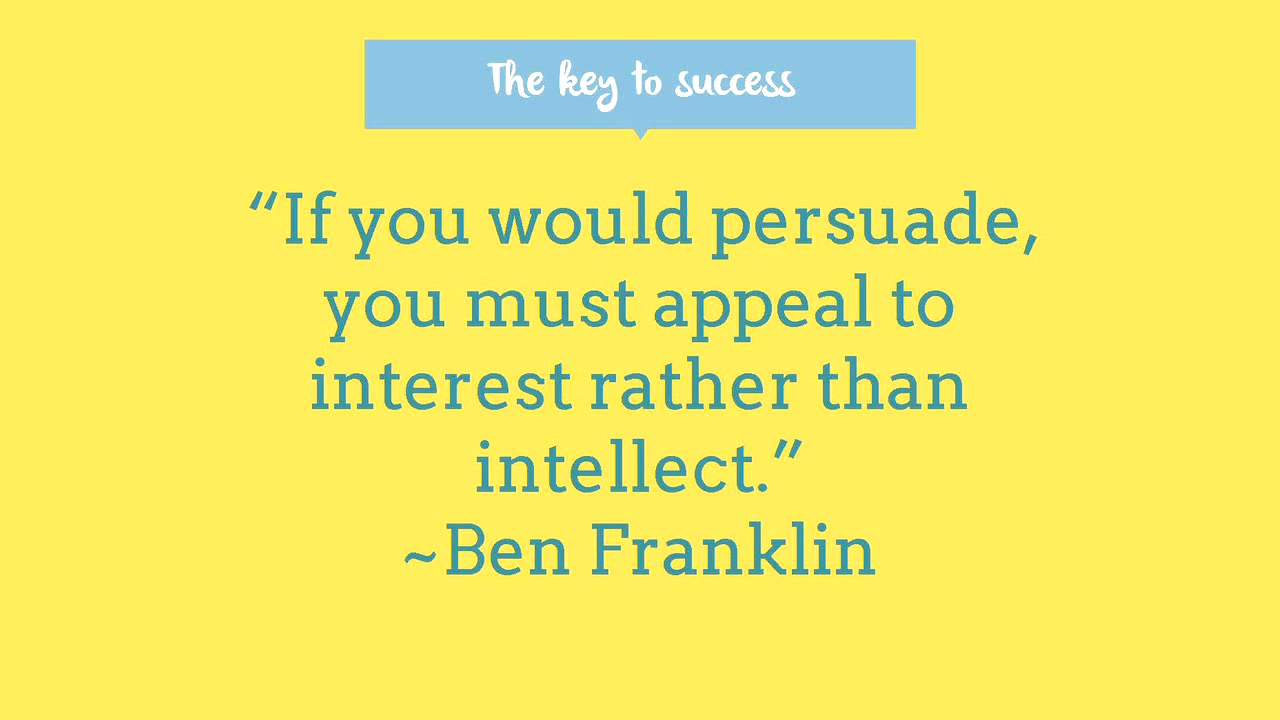 The key to success
“If you would persuade,
you must appeal to
interest rather than
intellect.”
~Ben Franklin